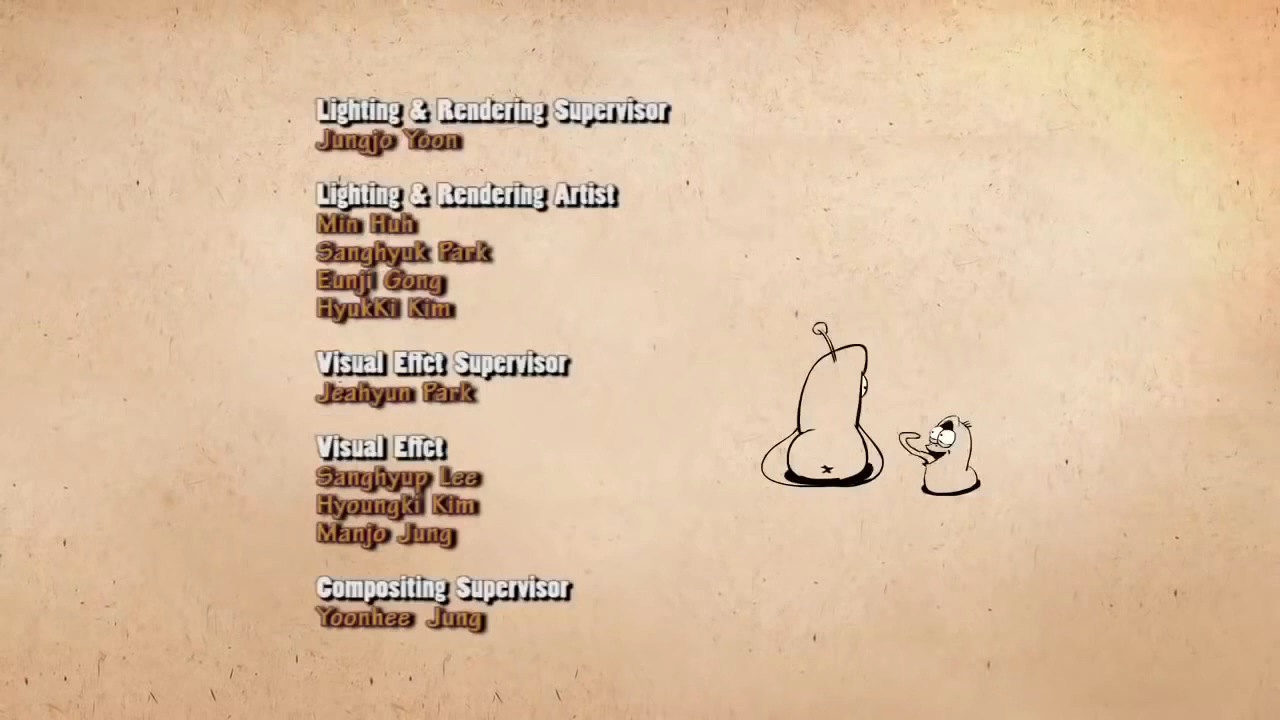 Lighting & Rendering Supervisor
Jungjo Yoon
Lighting & Rendering Artist
Min Huh
Sanghyuk Park
Eunji Gong
HyukKi Kim
Visual Effct Supervisor
Jeahyun Park
Visual Effct
Sanghyup Lee
Hyoungki Kim
Manjo Jung
Compositing Supervisor
Yoonhee Jung